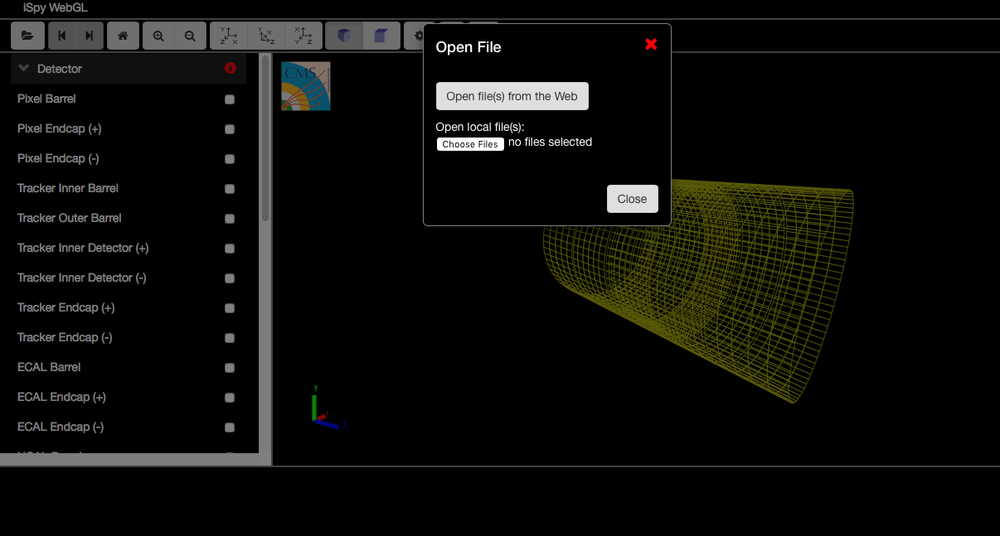 iSpy WebGL
Detector
Pixel Barrel
Pixel Endcap (+)
Pixel Endcap (-)
Tracker Inner Barrel
Tracker Outer Barrel
Tracker Inner Detector (+)
Tracker Inner Detector (-)
Tracker Endcap (+)
Tracker Endcap (-)
ECAL Barrel
ECAL Endcap (+)
ECAL Endcap (-)
CMS
Open File
Open file(s) from the Web
Open local file(s):
Choose Files no files selected
Close
Y